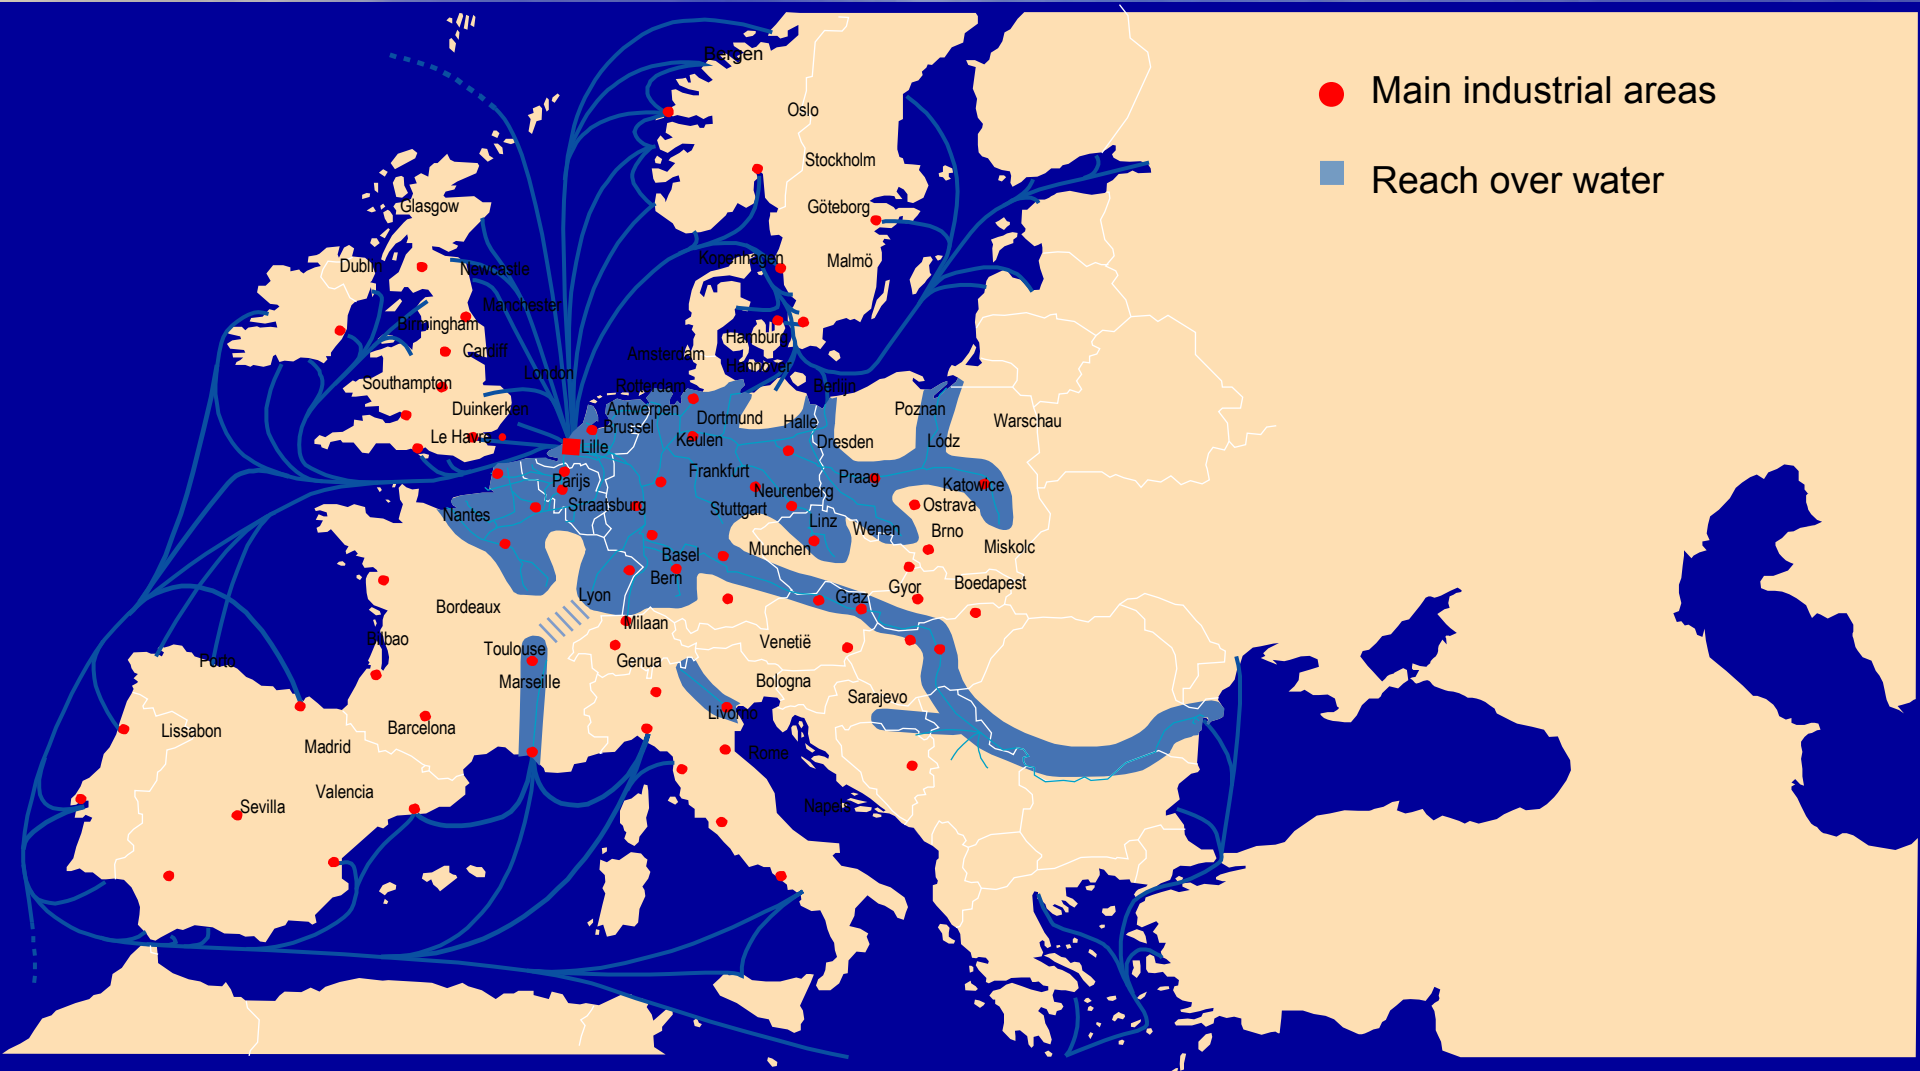 Bergen
Main industrial areas
Oslo
Stockholm
Reach over water
Glasgow
Göteborg
Dublin
Newcastle
Kopenhagen
Malmö
Manchester
Birmingham
Hamburg
Cardiff
Amsterdam
Hannover
London
Southampton
Rotterdam
Berlijn
Duinkerken
Antwerpen
Dortmund
Halle
Poznan
Warschau
Le Havre
Brussel
Keulen
Dresden
Lódz
Lille
Parijs
Frankfurt
Praag
Katowice
Neurenberg
Straatsburg
Stuttgart
Ostrava
Nantes
Linz
Wenen
Brno
Munchen
Miskolc
Basel
Bern
Gyor
Boedapest
Lyon
Graz
Bordeaux
Milaan
Bilbao
Toulouse
Venetië
Porto
Genua
Marseille
Bologna
Sarajevo
Livorno
Lissabon
Barcelona
Madrid
Rome
Valencia
Sevilla
Napels